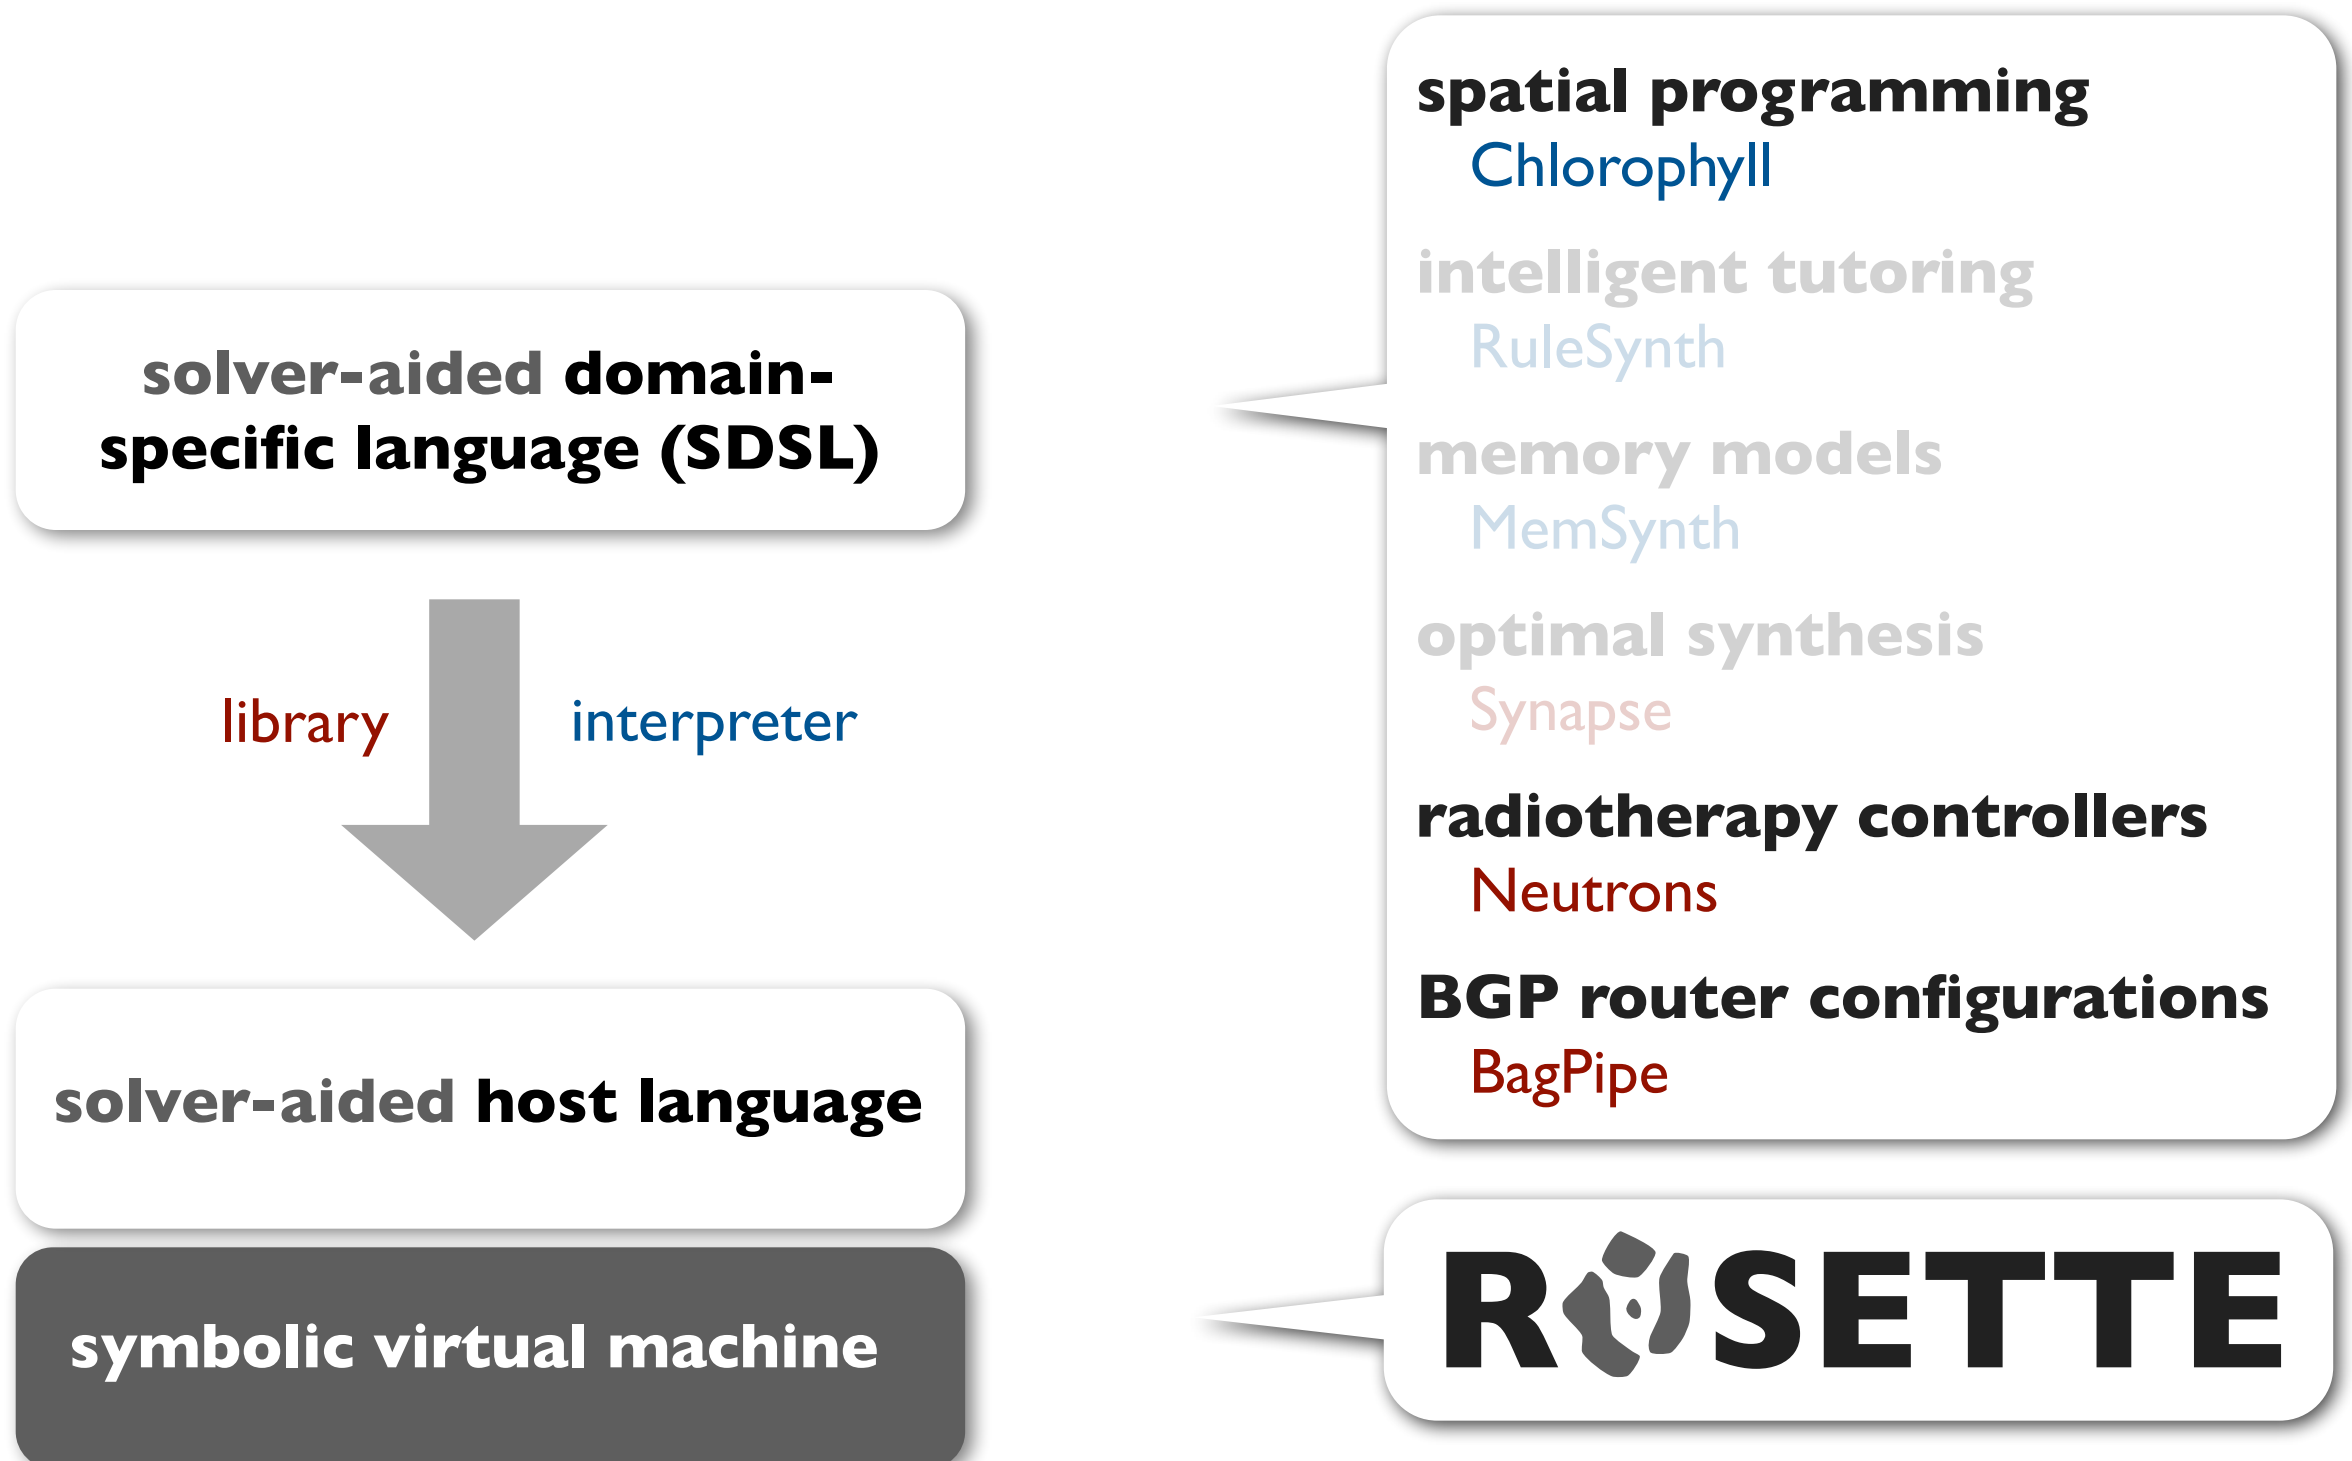 solver-aided domain-
specific language (SDSL)
library
interpreter
solver-aided host language
symbolic virtual machine
spatial programming
Chlorophyll
intelligent tutoring
RuleSynth
memory models
MemSynth
optimal synthesis
Synapse
radiotherapy controllers
Neutrons
BGP router configurations
BagPipe
ROSETTE